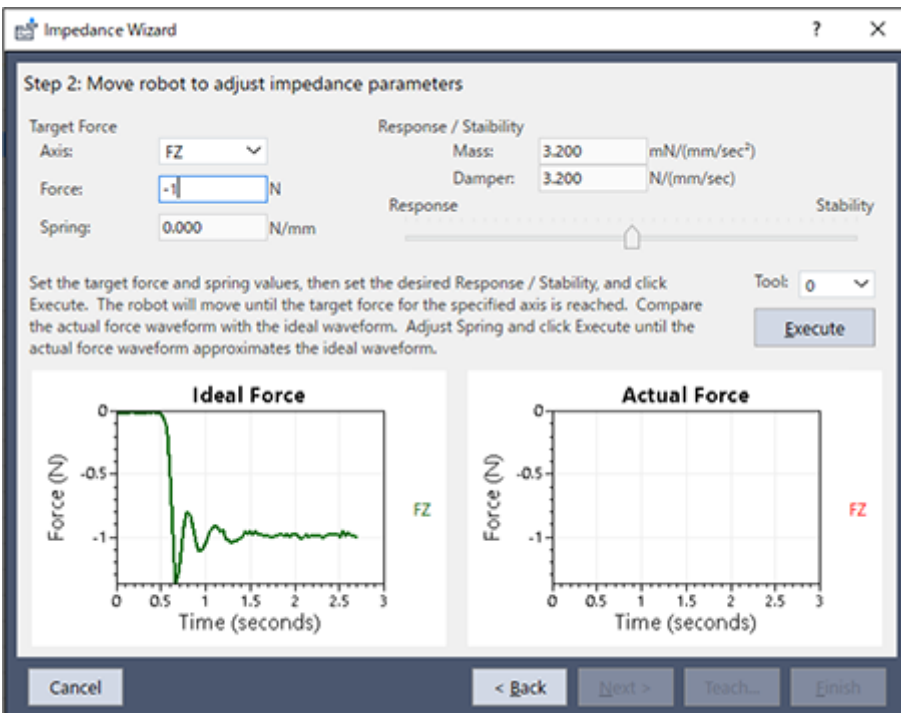 Impedance Wizard
?
Step 2: Move robot to adjust impedance parameters
Target Force
Axis: FZ
Force: -1 N
Spring: 0.000 N/mm
Response / Staibility
Mass: 3.200 mN/(mm/sec²)
Damper: 3.200 N/(mm/sec)
Response Stability
Set the target force and spring values, then set the desired Response / Stability, and click
Execute. The robot will move until the target force for the specified axis is reached. Compare
the actual force waveform with the ideal waveform. Adjust Spring and click Execute until the
actual force waveform approximates the ideal waveform.
Tool: 0
Execute
Ideal Force
0
-0.5
-1
Force (N)
0 0.5 1 1.5 2 2.5 3
Time (seconds)
FZ
Actual Force
0
-0.5
-1
Force (N)
0 0.5 1 1.5 2 2.5 3
Time (seconds)
FZ
Cancel < Back Next > Teach... Finish